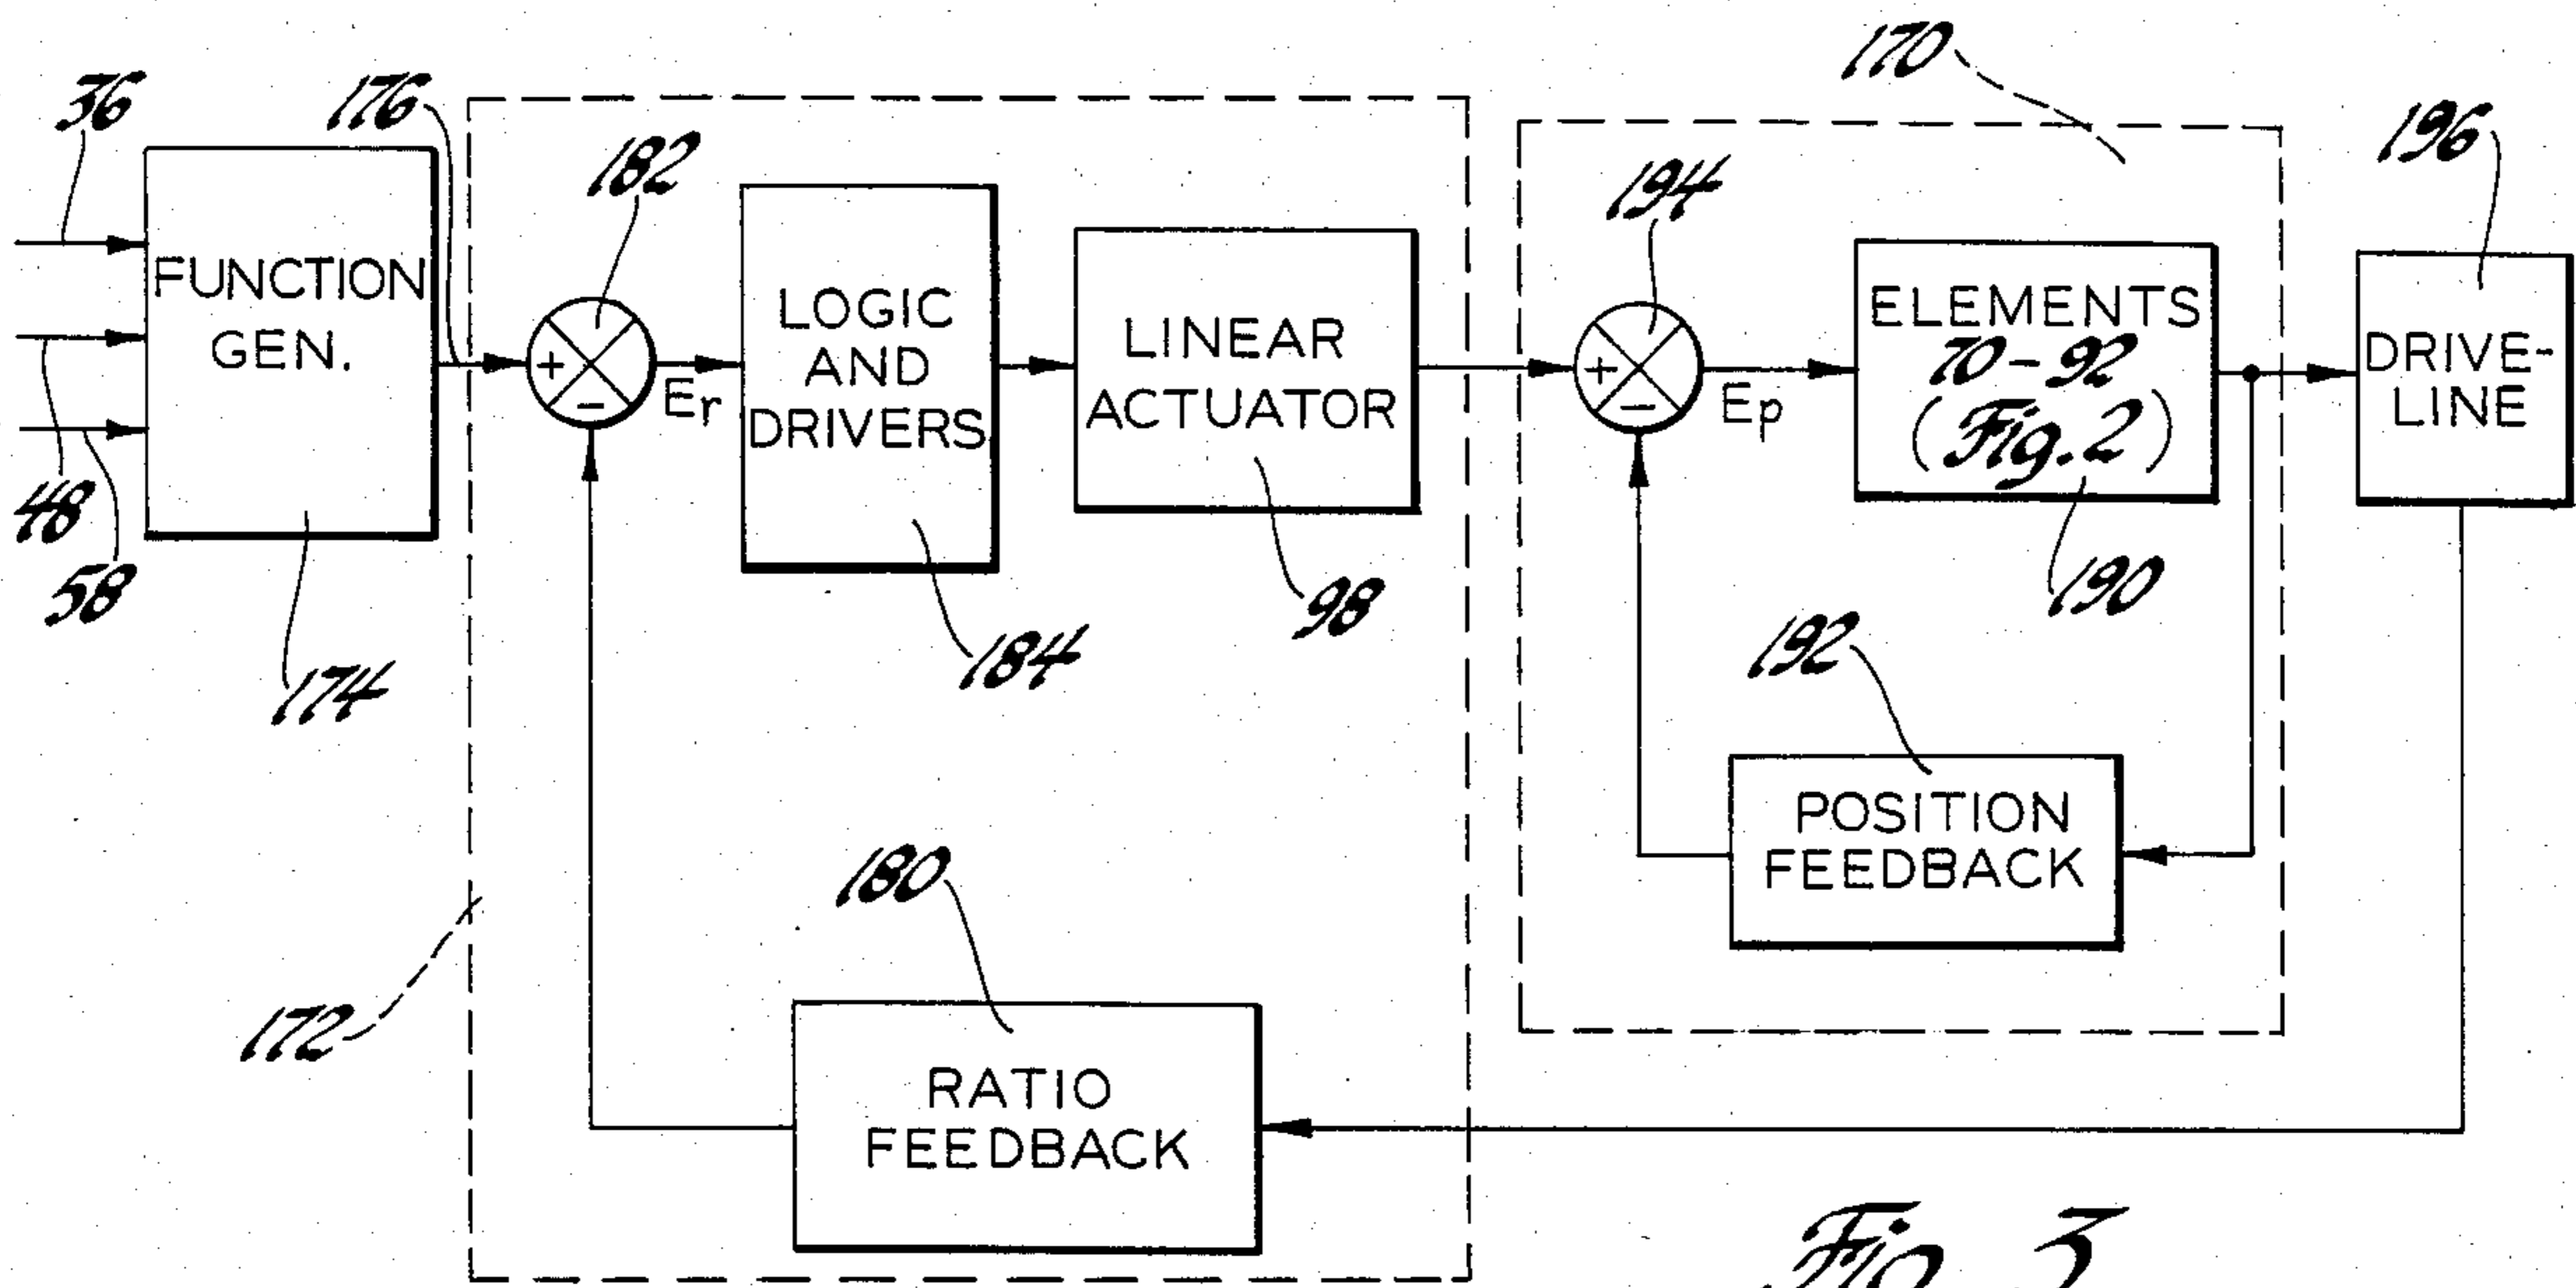 36
176
182
170
194
196
FUNCTION
GEN.
+
-
Er
LOGIC
AND
DRIVERS
LINEAR
ACTUATOR
+
-
Ep
ELEMENTS
70-92
(Fig. 2)
DRIVE-
LINE
48
58
174
184
98
190
192
POSITION
FEEDBACK
180
172
RATIO
FEEDBACK
Fig. 3